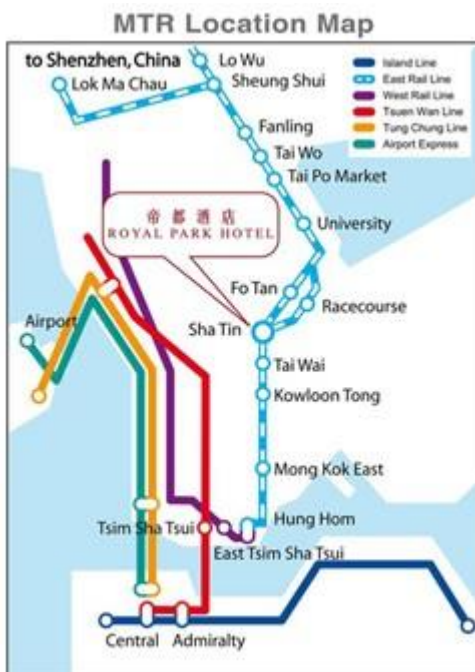 MTR Location Map
to Shenzhen, China
Lo Wu
Lok Ma Chau
Sheung Shui
Island Line
East Rail Line
West Rail Line
Tsuen Wan Line
Tung Chung Line
Airport Express
Fanling
Tai Wo
Tai Po Market
University
帝都酒店
ROYAL PARK HOTEL
Fo Tan
Racecourse
Airport
Sha Tin
Tai Wai
Kowloon Tong
Mong Kok East
Hung Hom
Tsim Sha Tsui
East Tsim Sha Tsui
Central
Admiralty